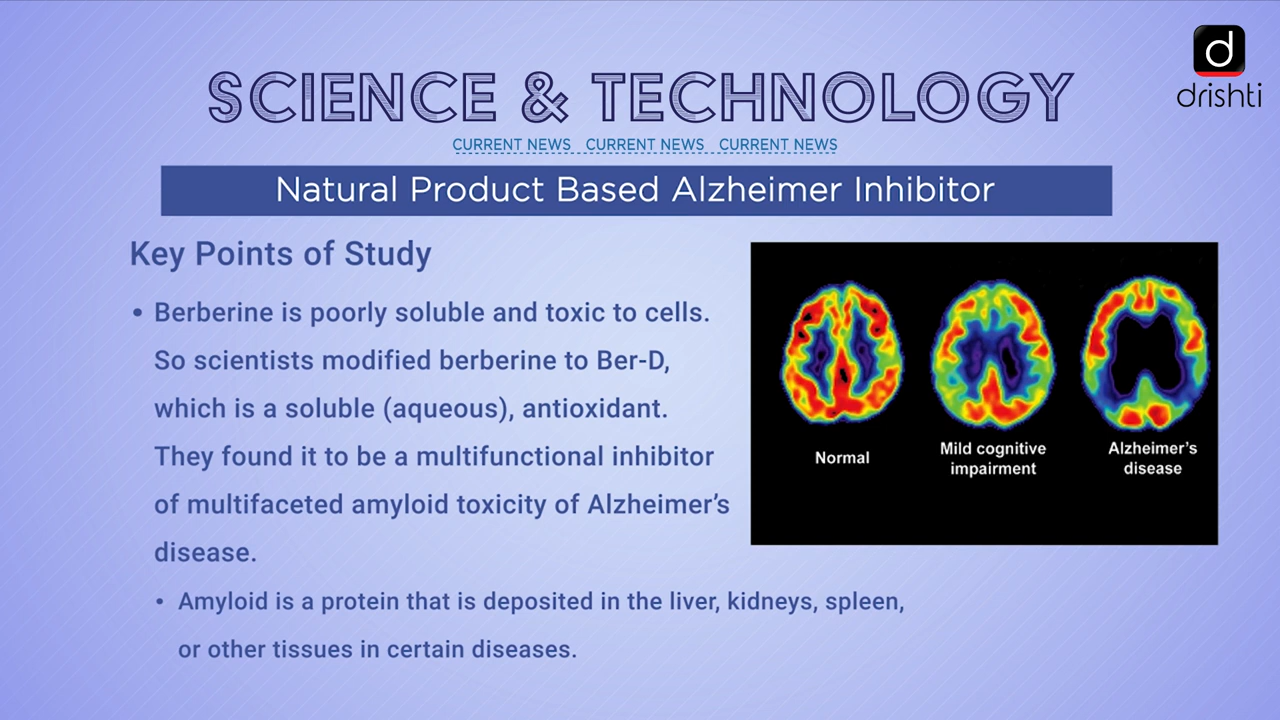 d
drishti
SCIENCE & TECHNOLOGY
CURRENT NEWS CURRENT NEWS CURRENT NEWS
Natural Product Based Alzheimer Inhibitor
Key Points of Study
• Berberine is poorly soluble and toxic to cells.
So scientists modified berberine to Ber-D,
which is a soluble (aqueous), antioxidant.
They found it to be a multifunctional inhibitor
of multifaceted amyloid toxicity of Alzheimer's
disease.
• Amyloid is a protein that is deposited in the liver, kidneys, spleen,
or other tissues in certain diseases.
Normal
Mild cognitive
impairment
Alzheimer's
disease